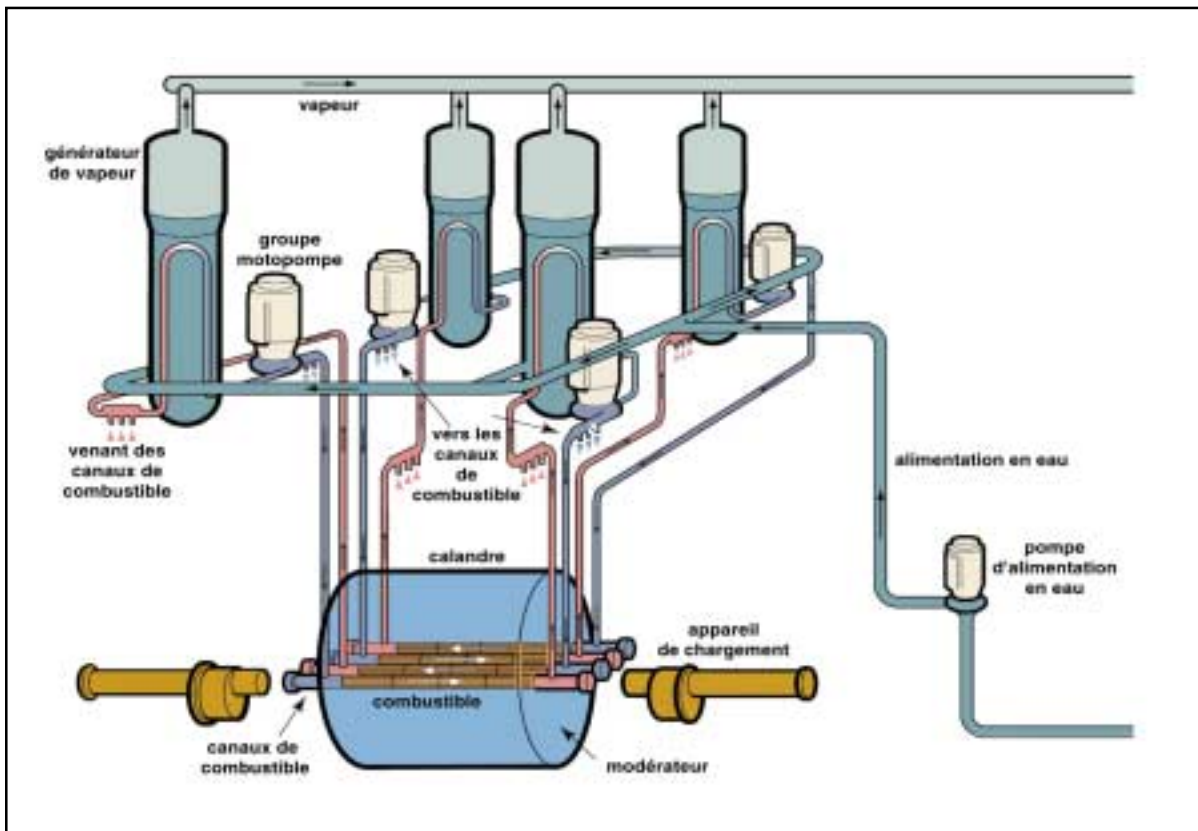 vapeur
générateur
de vapeur
groupe
motopompe
venant des
canaux de
combustible
vers les
canaux
de
combustible
alimentation en eau
pompe
d'alimentation
en eau
calandre
appareil
de chargement
combustible
canaux de
combustible
modérateur